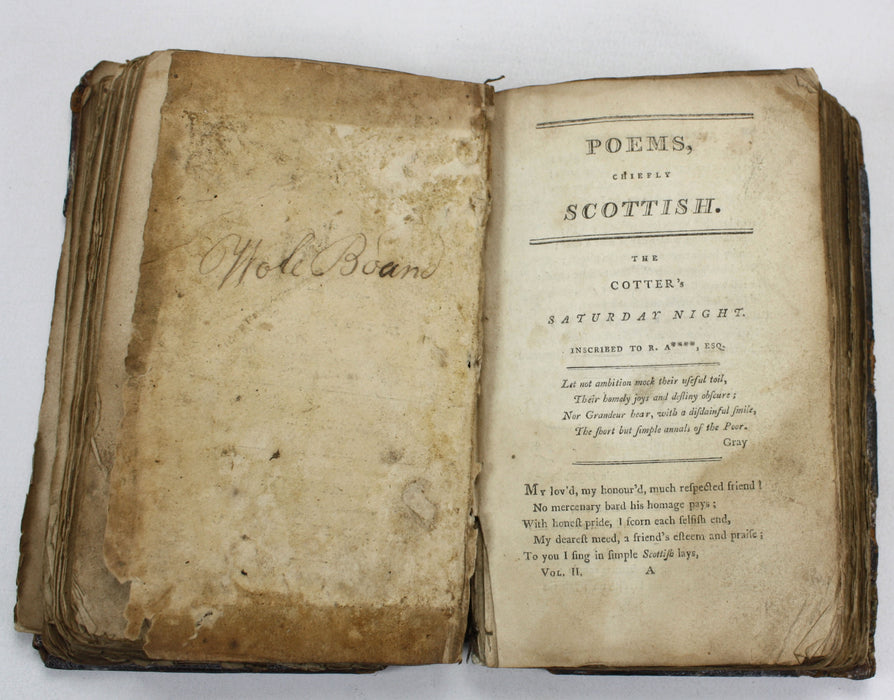 Wole Board
POEMS,
CHIEFLY
SCOTTISH.
THE
COTTER's
SATURDAY NIGHT.
INSCRIBED TO R. A****, ESQ.
Let not ambition mock their uſeful toil,
Their homely joys and deſtiny obſcure;
Nor Grandeur hear, with a diſdainful ſmile,
The ſhort but ſimple annals of the Poor.
Gray
MY lov'd, my honour'd, much reſpected friend!
No mercenary bard his homage pays;
With honeſt pride, I ſcorn each ſelfiſh end,
My deareſt meed, a friend's eſteem and praiſe;
To you I ſing in ſimple Scottiſh lays,
VOL. II. A